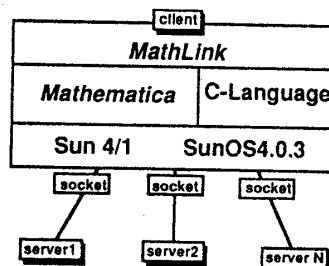 client
MathLink
Mathematica C-Language
Sun 4/1 SunOS4.0.3
socket socket socket
server1 server2 server N